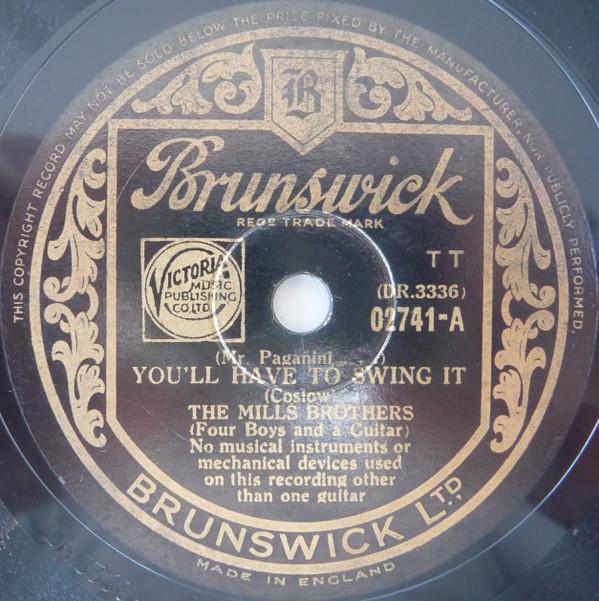 THIS COPYRIGHT RECORD MAY NOT BE SOLD BELOW THE PRICE FIXED BY THE MANUFACTURER, NOR PUBLICLY PERFORMED.
B
Brunswick
REGD TRADE MARK
VICTORIA
MUSIC
PUBLISHING
CO LTD
TT
(DR.3336)
02741-A
(Mr. Paganini ......)
YOU'LL HAVE TO SWING IT
(Coslow)
THE MILLS BROTHERS
(Four Boys and a Guitar)
No musical instruments or
mechanical devices used
on this recording other
than one guitar
BRUNSWICK LTD.
MADE IN ENGLAND